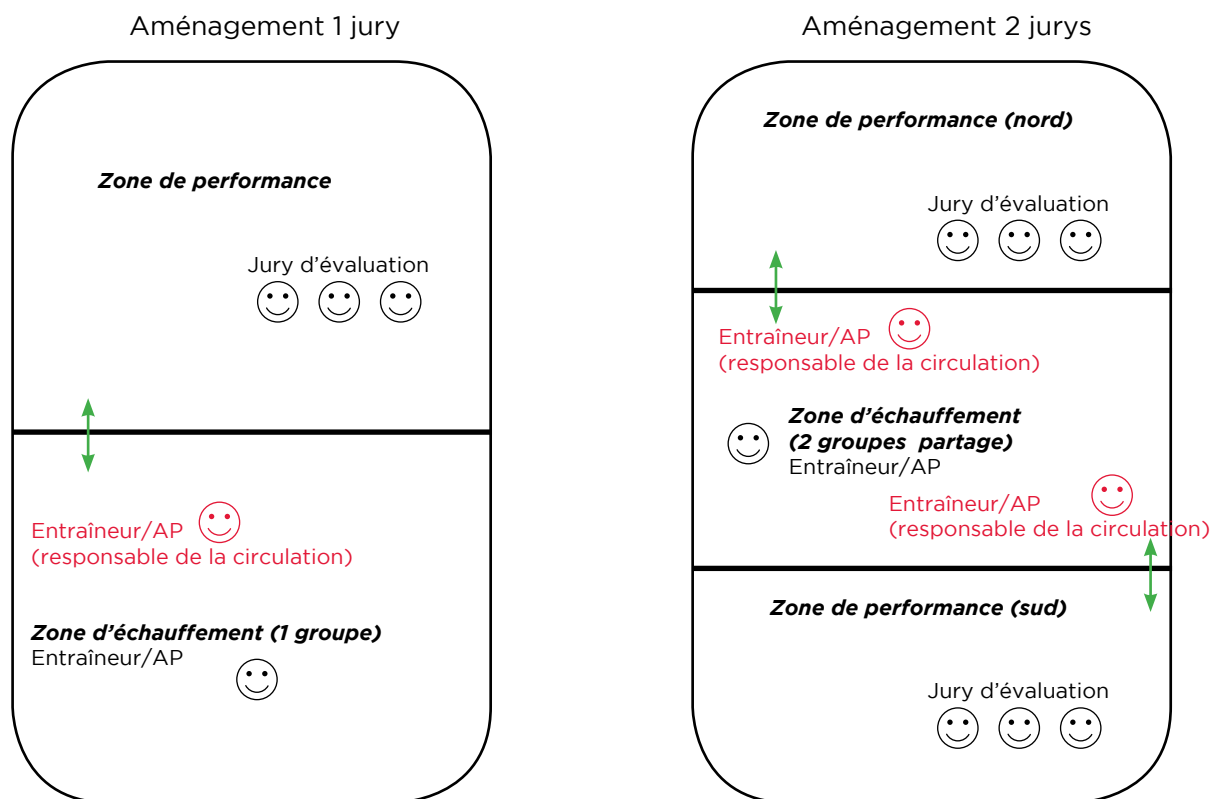 Aménagement 1 jury
Zone de performance
Jury d'évaluation
Entraîneur/AP
(responsable de la circulation)
Zone d'échauffement (1 groupe)
Entraîneur/AP
Aménagement 2 jurys
Zone de performance (nord)
Jury d'évaluation
Entraîneur/AP
(responsable de la circulation)
Zone d'échauffement
(2 groupes  partage)
Entraîneur/AP
Entraîneur/AP
(responsable de la circulation)
Zone de performance (sud)
Jury d'évaluation